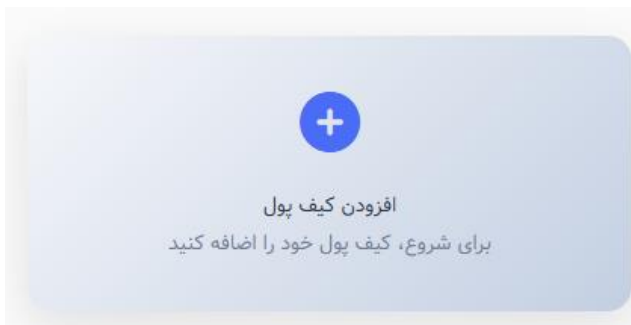 افزودن کیف پول
برای شروع، کیف پول خود را اضافه کنید